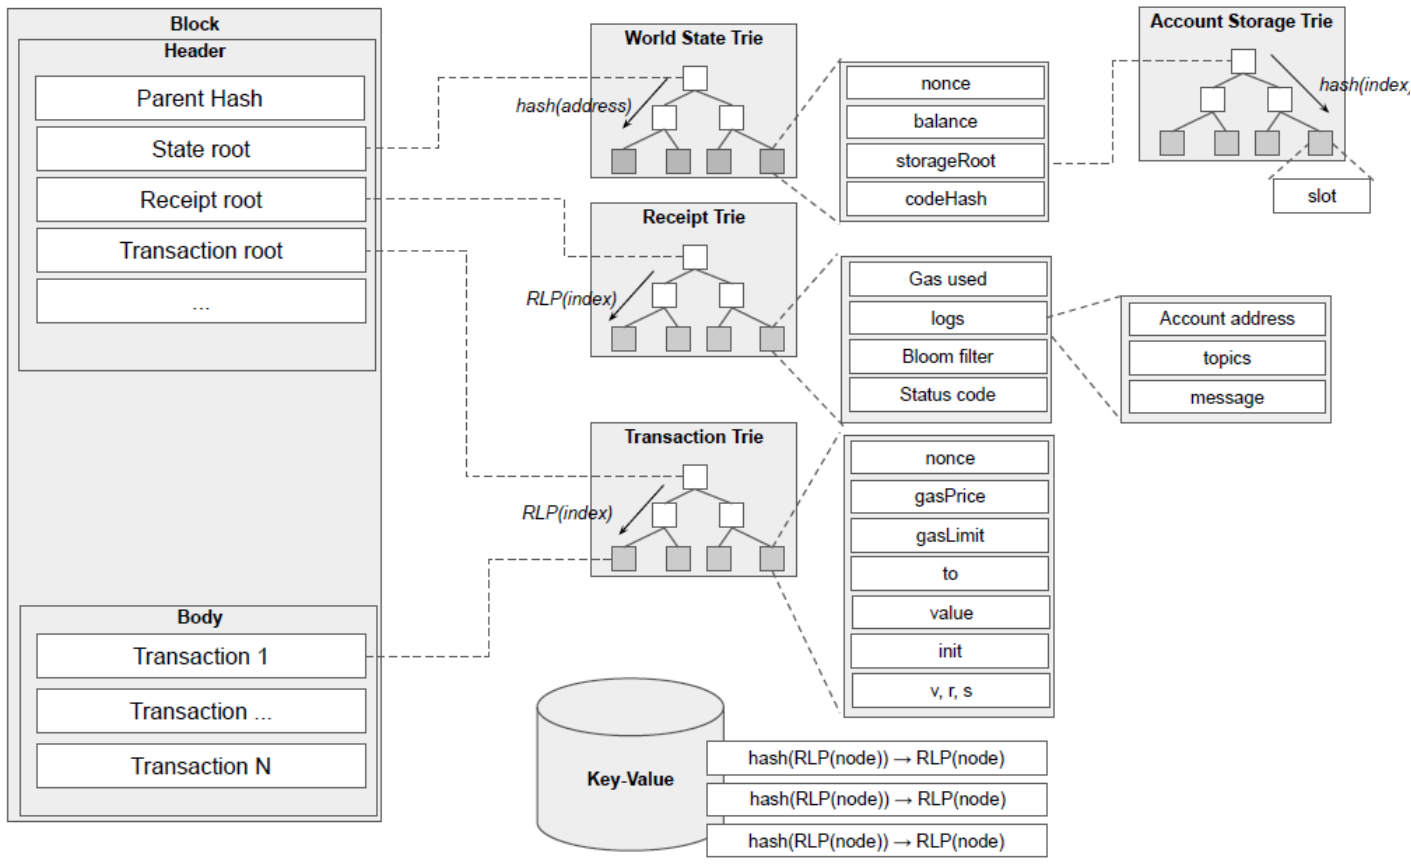 Block
Header
Parent Hash
State root
Receipt root
Transaction root
...
Body
Transaction 1
Transaction ...
Transaction N
World State Trie
hash(address)
nonce
balance
storageRoot
codeHash
Account Storage Trie
hash(index)
slot
Receipt Trie
RLP(index)
Gas used
logs
Bloom filter
Status code
Account address
topics
message
Transaction Trie
RLP(index)
nonce
gasPrice
gasLimit
to
value
init
v, r, s
Key-Value
hash(RLP(node)) → RLP(node)
hash(RLP(node)) → RLP(node)
hash(RLP(node)) → RLP(node)